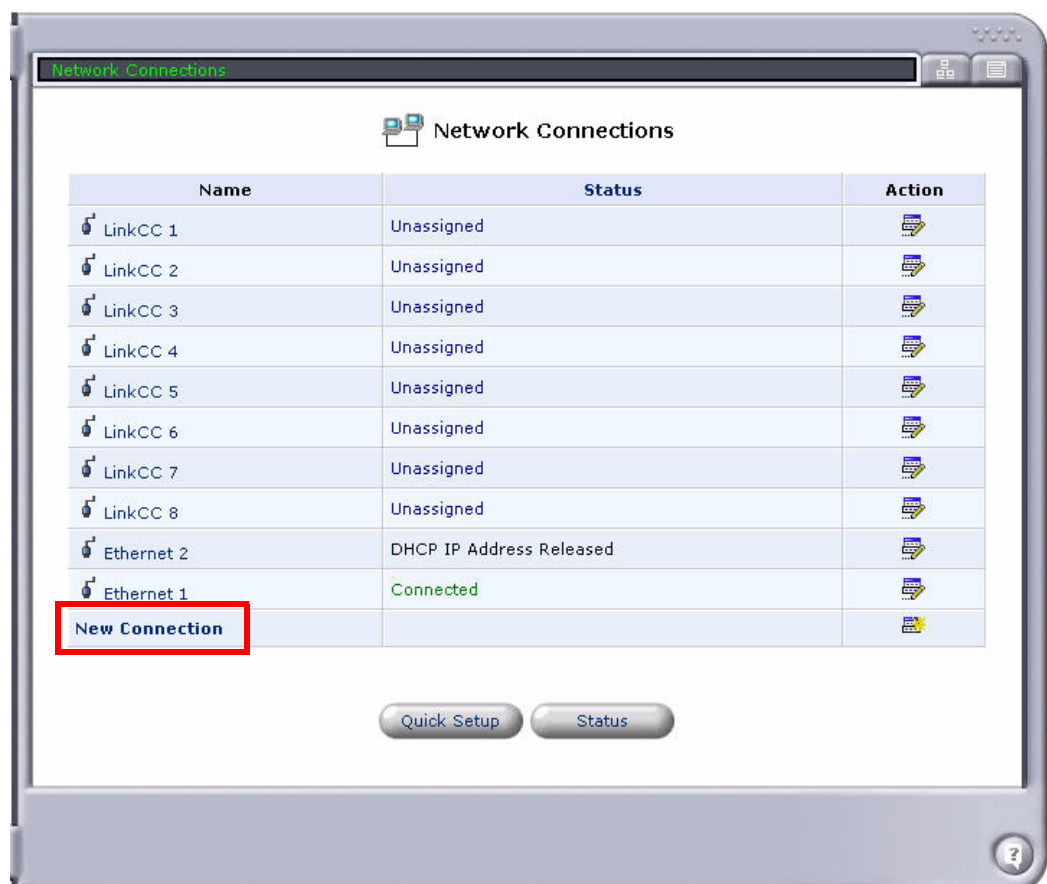 Network Connections
Network Connections
Name Status Action
LinkCC 1 Unassigned
LinkCC 2 Unassigned
LinkCC 3 Unassigned
LinkCC 4 Unassigned
LinkCC 5 Unassigned
LinkCC 6 Unassigned
LinkCC 7 Unassigned
LinkCC 8 Unassigned
Ethernet 2 DHCP IP Address Released
Ethernet 1 Connected
New Connection
Quick Setup Status
?